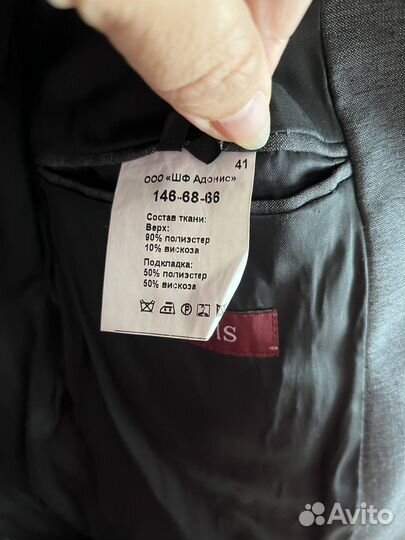 41
ООО «ШФ Адонис»
146-68-66
Состав ткани:
Верх:
90% полиэстер
10% вискоза
Подкладка:
50% полиэстер
50% вискоза
IS
Avito